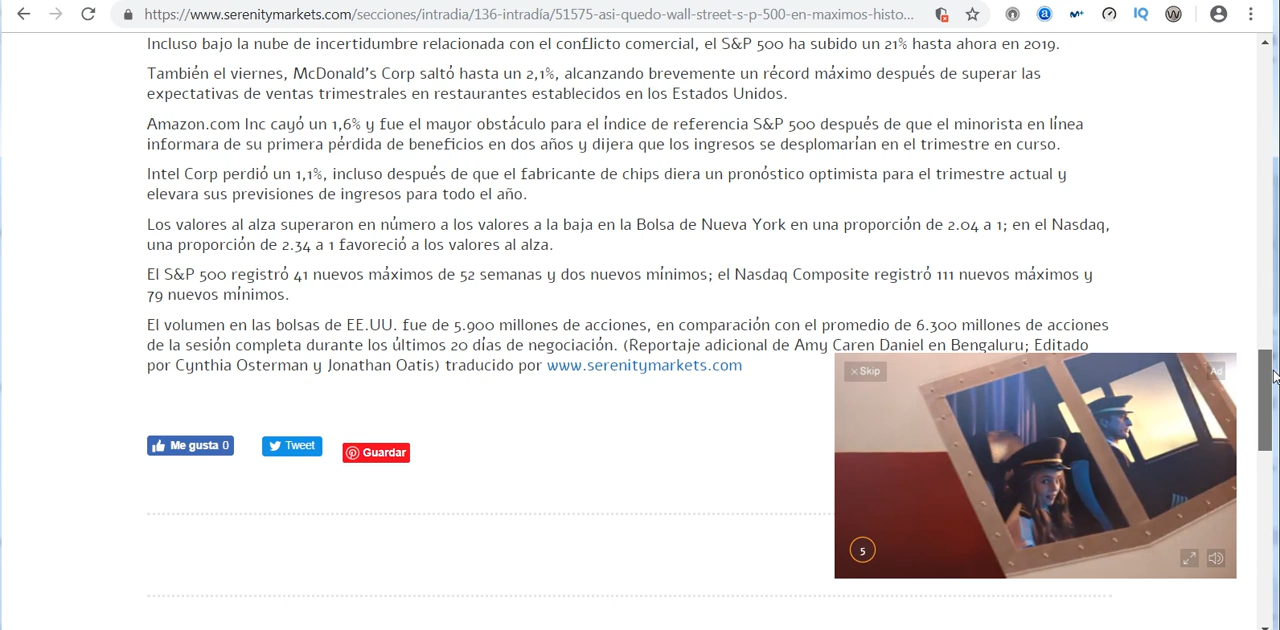 https://www.serenitymarkets.com/secciones/intradia/136-intradía/51575-asi-quedo-wall-street-s-p-500-en-maximos-histo...
Incluso bajo la nube de incertidumbre relacionada con el conflicto comercial, el S&P 500 ha subido un 21% hasta ahora en 2019.
También el viernes, McDonald's Corp saltó hasta un 2,1%, alcanzando brevemente un récord máximo después de superar las
expectativas de ventas trimestrales en restaurantes establecidos en los Estados Unidos.
Amazon.com Inc cayó un 1,6% y fue el mayor obstáculo para el índice de referencia S&P 500 después de que el minorista en línea
informara de su primera pérdida de beneficios en dos años y dijera que los ingresos se desplomarían en el trimestre en curso.
Intel Corp perdió un 1,1%, incluso después de que el fabricante de chips diera un pronóstico optimista para el trimestre actual y
elevara sus previsiones de ingresos para todo el año.
Los valores al alza superaron en número a los valores a la baja en la Bolsa de Nueva York en una proporción de 2.04 a 1; en el Nasdaq,
una proporción de 2.34 a 1 favoreció a los valores al alza.
El S&P 500 registró 41 nuevos máximos de 52 semanas y dos nuevos mínimos; el Nasdaq Composite registró 111 nuevos máximos y
79 nuevos mínimos.
El volumen en las bolsas de EE.UU. fue de 5.900 millones de acciones, en comparación con el promedio de 6.300 millones de acciones
de la sesión completa durante los últimos 20 días de negociación. (Reportaje adicional de Amy Caren Daniel en Bengaluru; Editado
por Cynthia Osterman y Jonathan Oatis) traducido por www.serenitymarkets.com
× Skip
Ad
Me gusta 0
Tweet
Guardar
5
a
M+
IQ
W